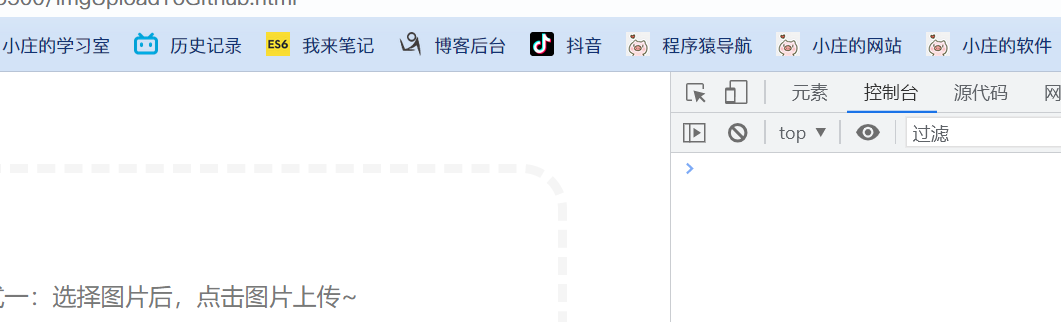 5500/imgUploadToGithub.html
小庄的学习室 历史记录 ES6 我来笔记 博客后台 抖音 程序猿导航 小庄的网站 小庄的软件
元素 控制台 源代码 网
top 过滤
式一：选择图片后，点击图片上传~